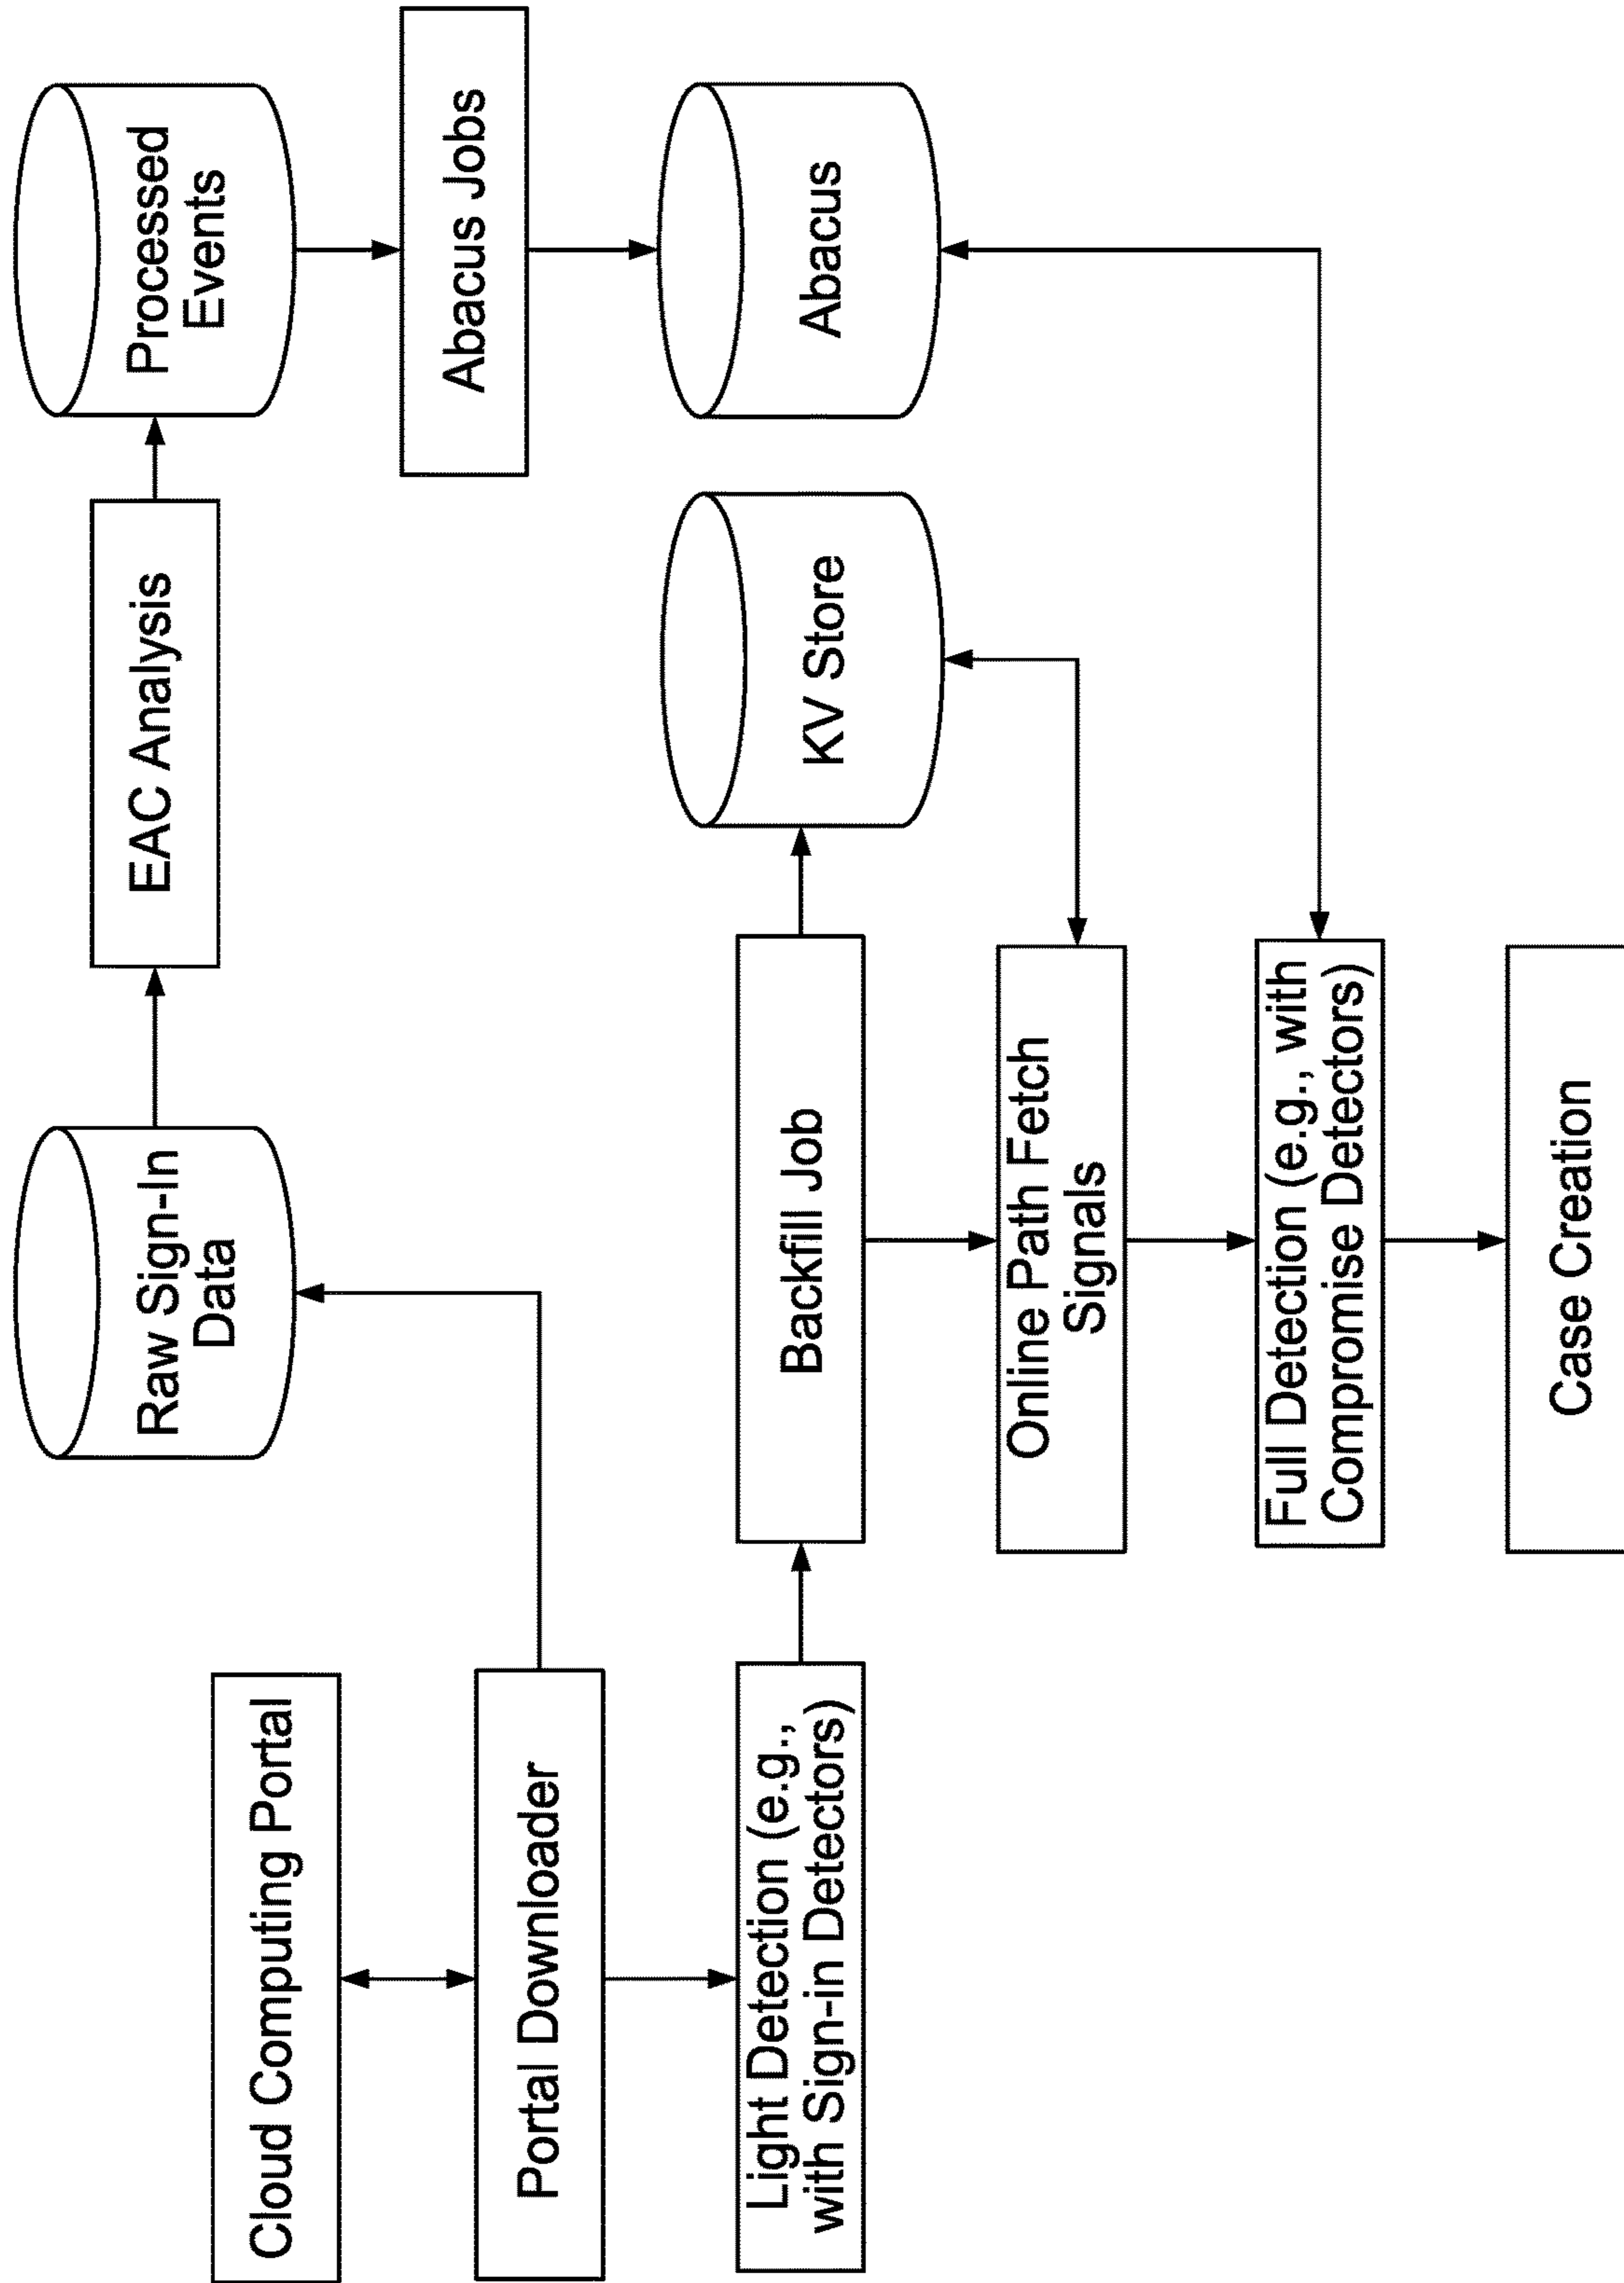 Cloud Computing Portal
Portal Downloader
Light Detection (e.g.,
with Sign-in Detectors)
Raw Sign-In
Data
EAC Analysis
Processed
Events
Abacus Jobs
Abacus
KV Store
Backfill Job
Online Path Fetch
Signals
Full Detection (e.g., with
Compromise Detectors)
Case Creation